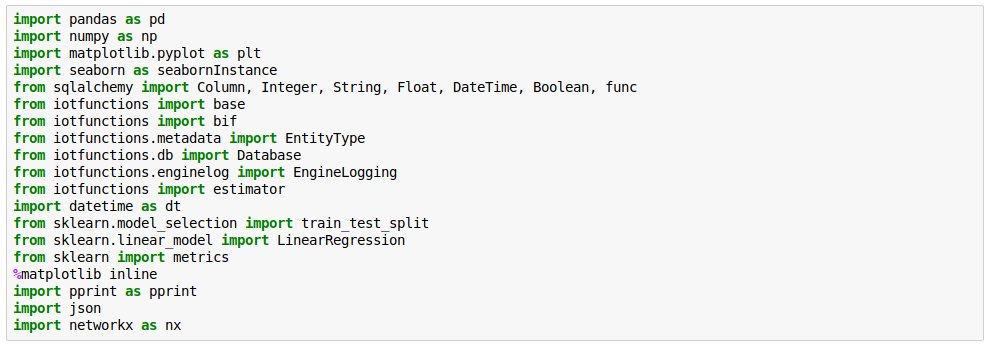 import pandas as pd
import numpy as np
import matplotlib.pyplot as plt
import seaborn as seabornInstance
from sqlalchemy import Column, Integer, String, Float, DateTime, Boolean, func
from iotfunctions import base
from iotfunctions import bif
from iotfunctions.metadata import EntityType
from iotfunctions.db import Database
from iotfunctions.enginelog import EngineLogging
from iotfunctions import estimator
import datetime as dt
from sklearn.model_selection import train_test_split
from sklearn.linear_model import LinearRegression
from sklearn import metrics
%matplotlib inline
import pprint as pprint
import json
import networkx as nx